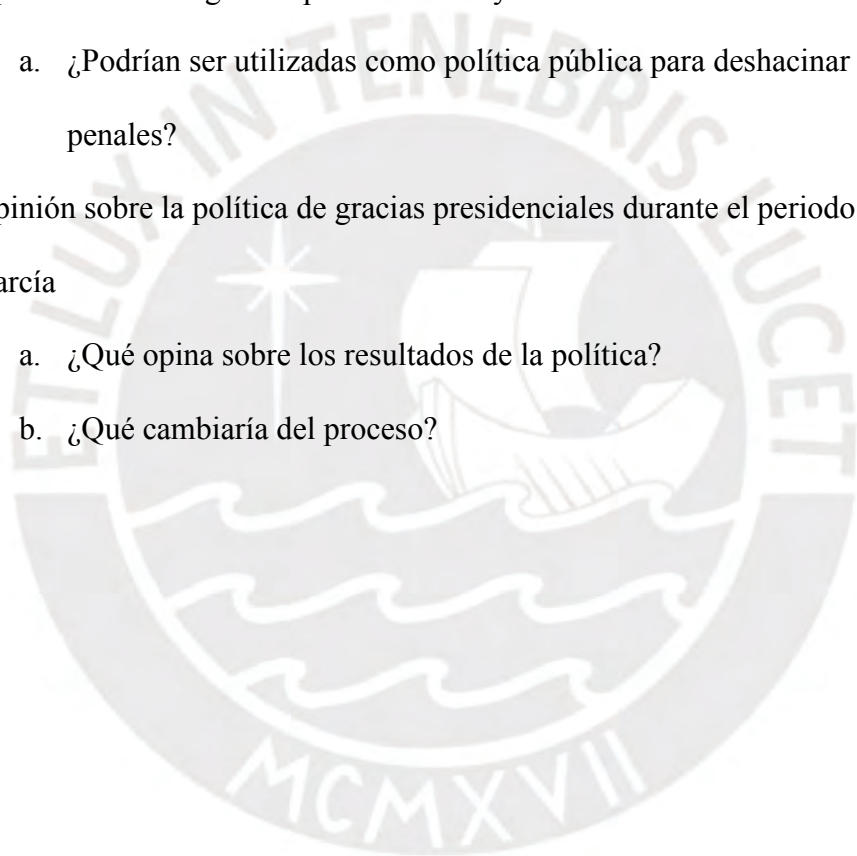 a. ¿Podrían ser utilizadas como política pública para deshacinar
penales?
pinión sobre la política de gracias presidenciales durante el periodo
arcía
a. ¿Qué opina sobre los resultados de la política?
b. ¿Qué cambiaría del proceso?
ET LUX IN TENEBRIS LUCET
MCMXVII